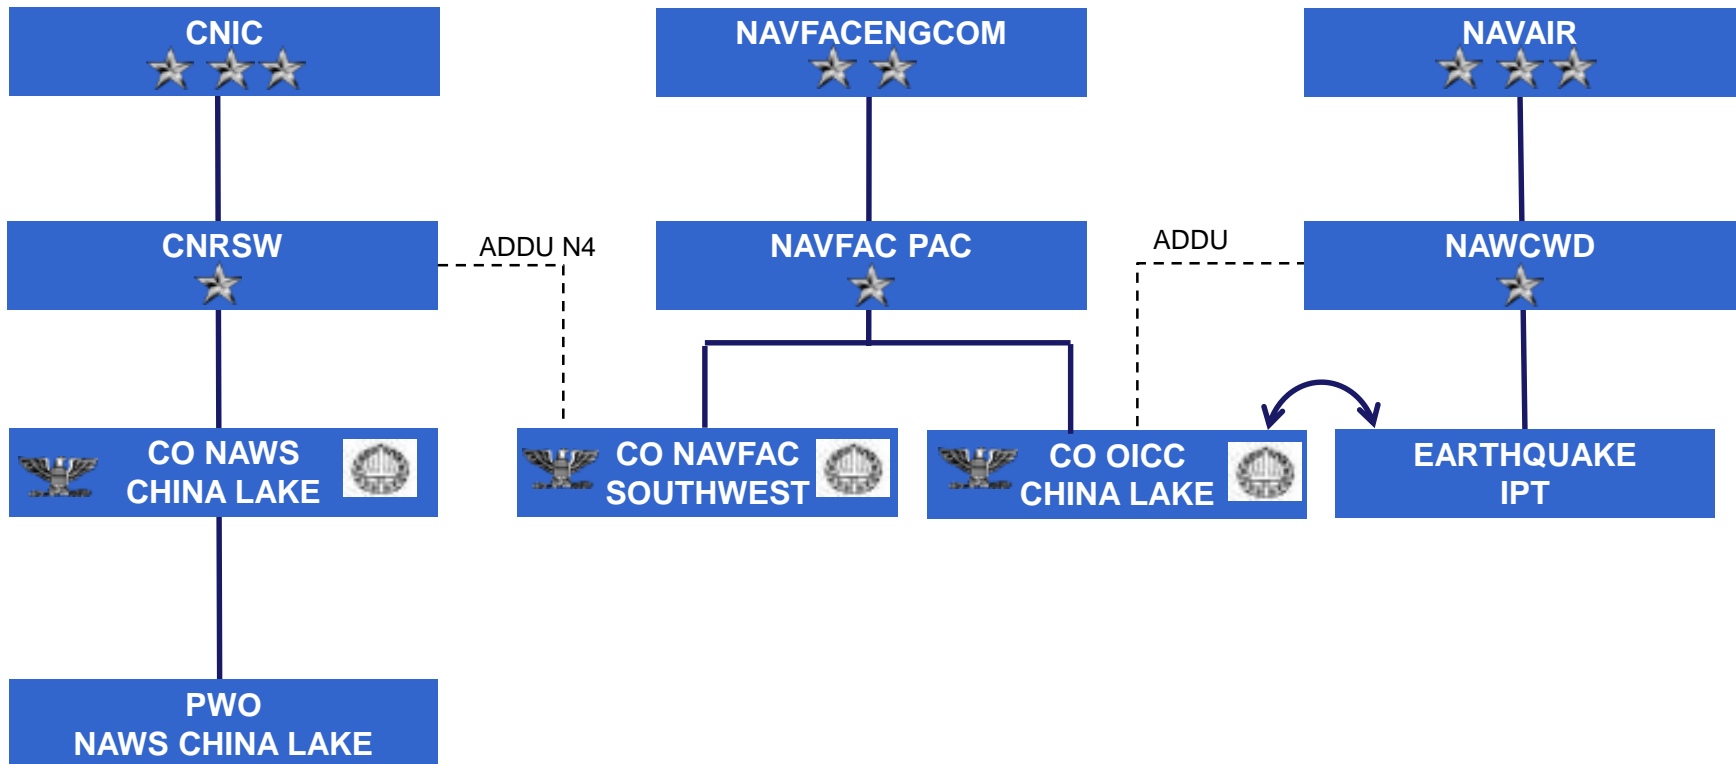 CNIC
NAVFACENGCOM
NAVAIR
CNRSW
ADDU N4
NAVFAC PAC
ADDU
NAWCWD
CO NAWS
CHINA LAKE
CO NAVFAC
SOUTHWEST
CO OICC
CHINA LAKE
EARTHQUAKE
IPT
PWO
NAWS CHINA LAKE